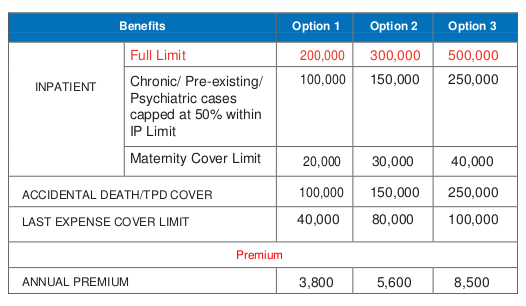 Benefits Option 1 Option 2 Option 3
INPATIENT
Full Limit 200,000 300,000 500,000
Chronic/ Pre-existing/ 100,000 150,000 250,000
Psychiatric cases
capped at 50% within
IP Limit
Maternity Cover Limit 20,000 30,000 40,000
ACCIDENTAL DEATH/TPD COVER 100,000 150,000 250,000
LAST EXPENSE COVER LIMIT 40,000 80,000 100,000
Premium
ANNUAL PREMIUM 3,800 5,600 8,500